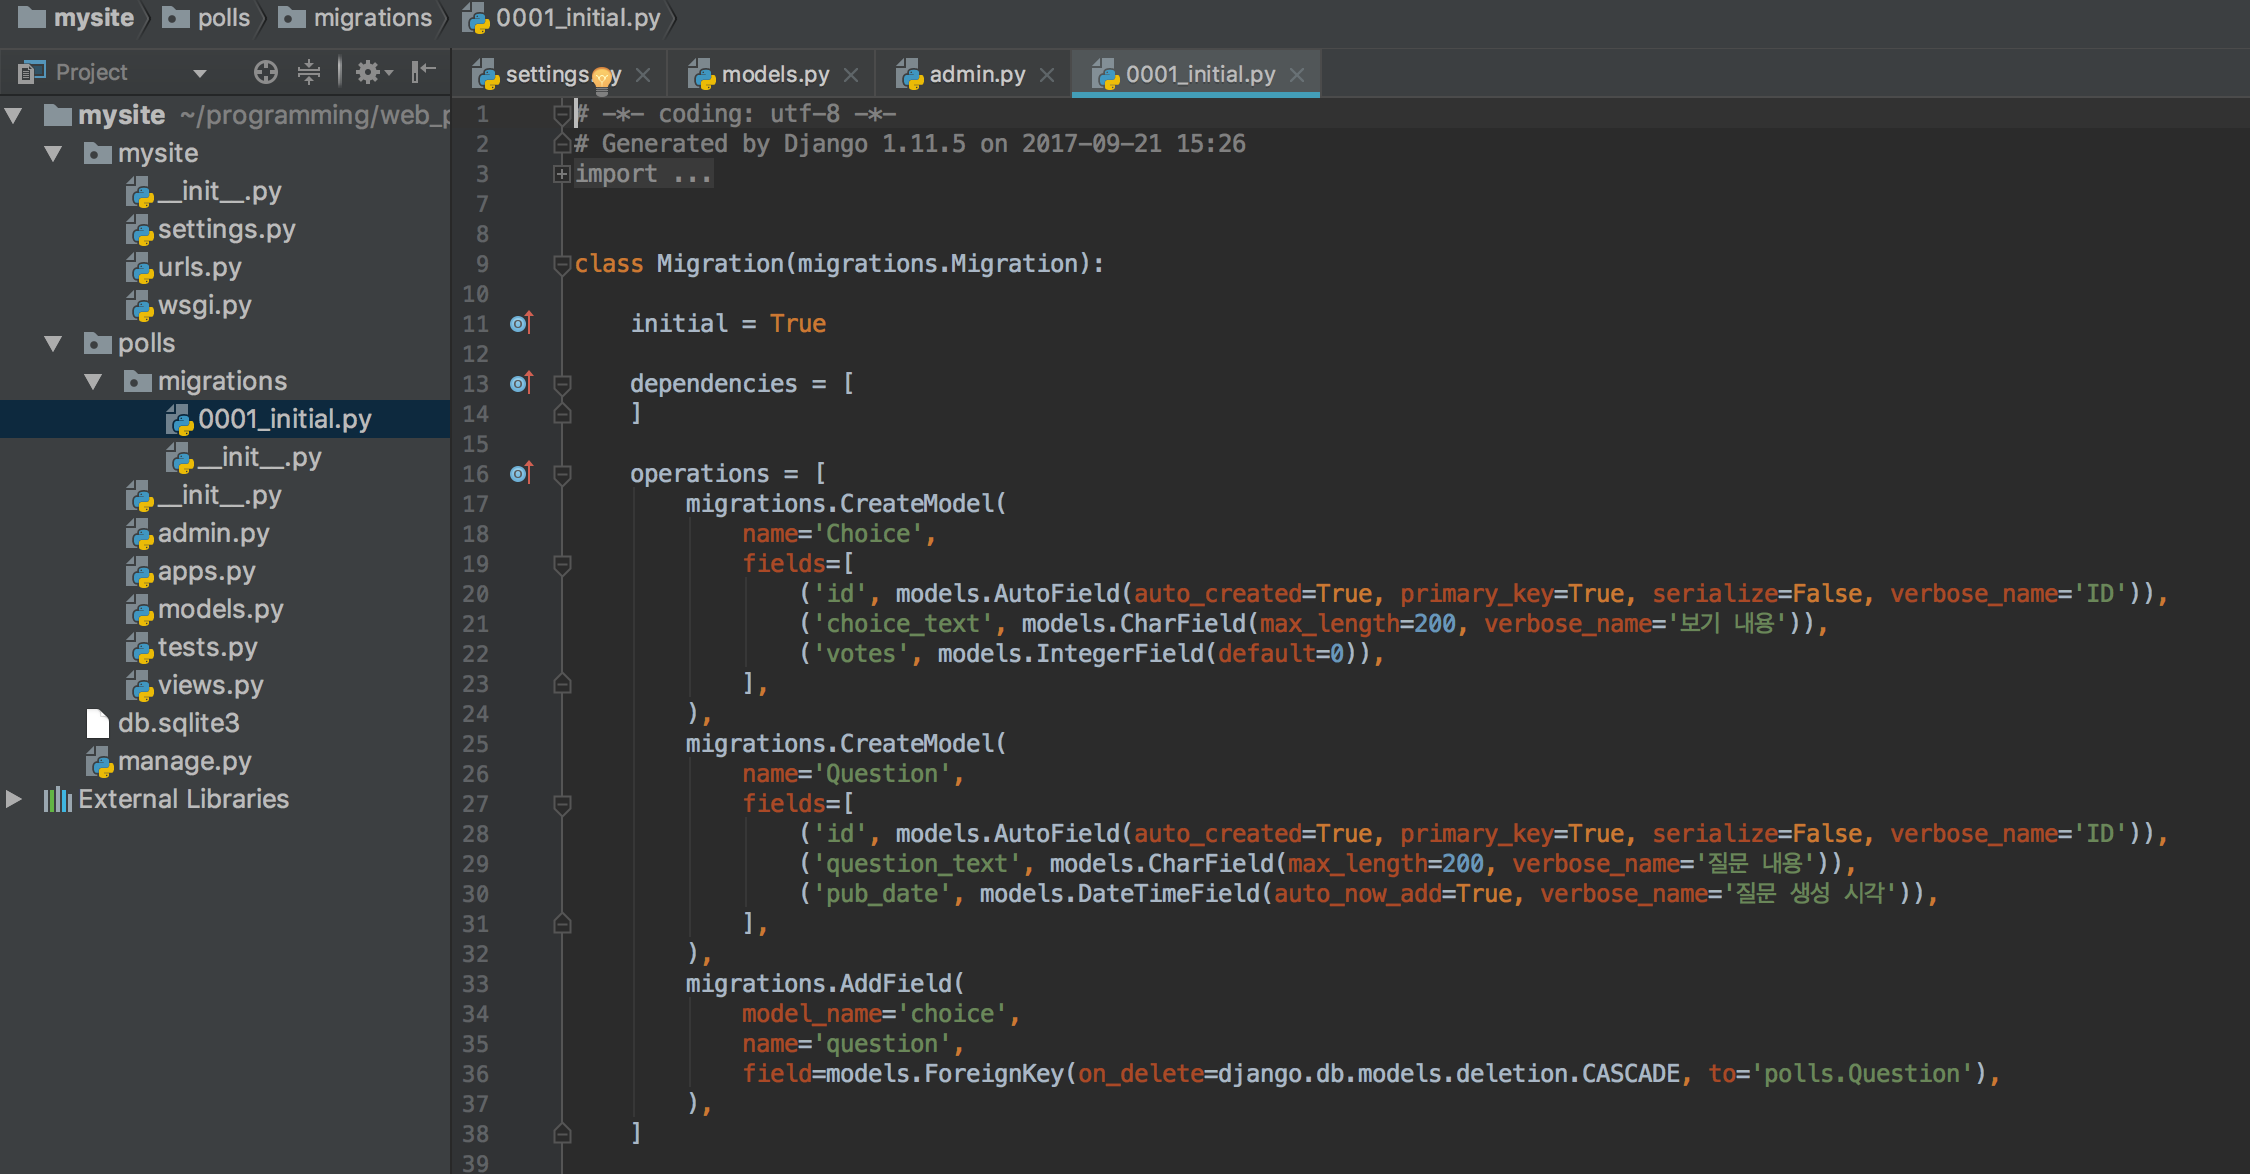 mysite polls migrations 0001_initial.py
Project
settings.py models.py admin.py 0001_initial.py
mysite ~/programming/web_p
mysite
__init__.py
settings.py
urls.py
wsgi.py
polls
migrations
0001_initial.py
__init__.py
__init__.py
admin.py
apps.py
models.py
tests.py
views.py
db.sqlite3
manage.py
External Libraries
1 # -*- coding: utf-8 -*-
2 # Generated by Django 1.11.5 on 2017-09-21 15:26
3 import ...
7
8
9 class Migration(migrations.Migration):
10
11     initial = True
12
13     dependencies = [
14     ]
15
16     operations = [
17         migrations.CreateModel(
18             name='Choice',
19             fields=[
20                 ('id', models.AutoField(auto_created=True, primary_key=True, serialize=False, verbose_name='ID')),
21                 ('choice_text', models.CharField(max_length=200, verbose_name='보기 내용')),
22                 ('votes', models.IntegerField(default=0)),
23             ],
24         ),
25         migrations.CreateModel(
26             name='Question',
27             fields=[
28                 ('id', models.AutoField(auto_created=True, primary_key=True, serialize=False, verbose_name='ID')),
29                 ('question_text', models.CharField(max_length=200, verbose_name='질문 내용')),
30                 ('pub_date', models.DateTimeField(auto_now_add=True, verbose_name='질문 생성 시각')),
31             ],
32         ),
33         migrations.AddField(
34             model_name='choice',
35             name='question',
36             field=models.ForeignKey(on_delete=django.db.models.deletion.CASCADE, to='polls.Question'),
37         ),
38     ]
39